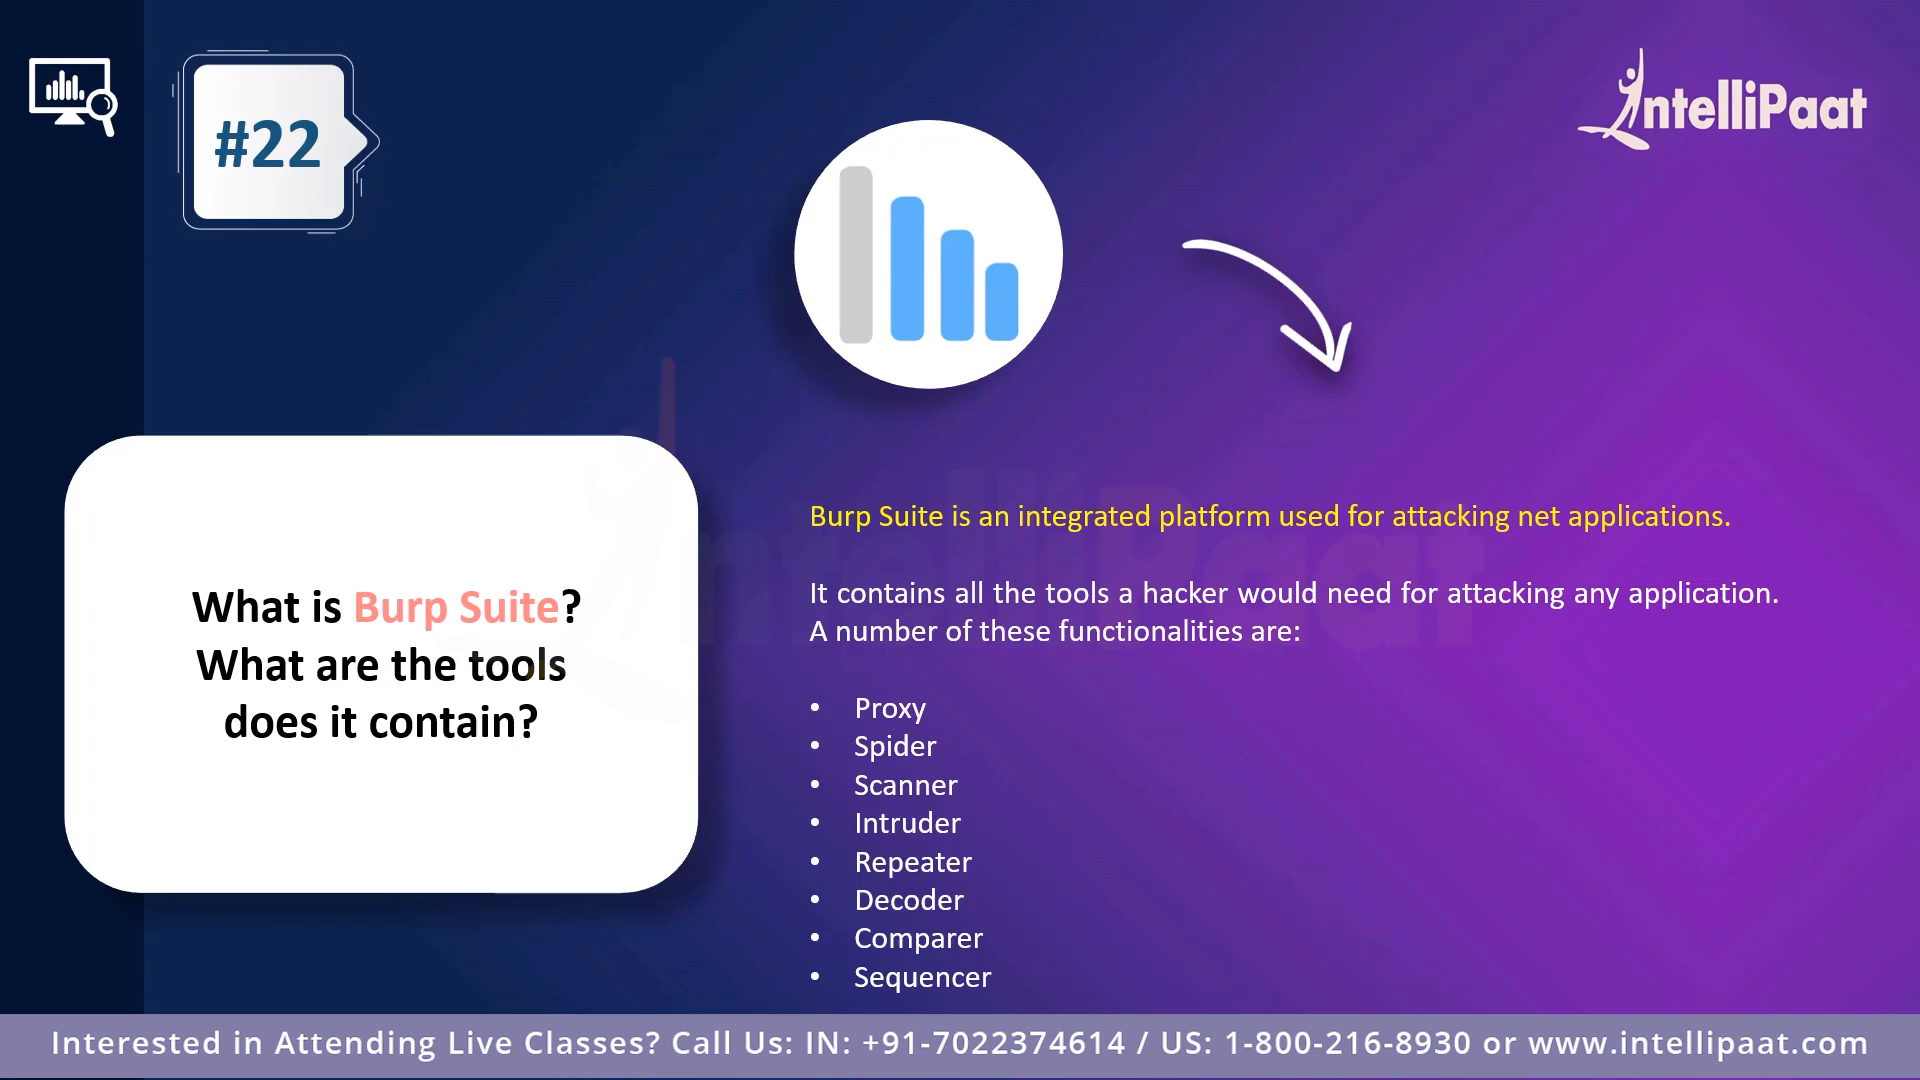 #22
IntelliPaat
What is Burp Suite?
What are the tools
does it contain?
Burp Suite is an integrated platform used for attacking net applications.
It contains all the tools a hacker would need for attacking any application.
A number of these functionalities are:
• Proxy
• Spider
• Scanner
• Intruder
• Repeater
• Decoder
• Comparer
• Sequencer
IntelliPaat
Interested in Attending Live Classes? Call Us: IN: +91-7022374614 / US: 1-800-216-8930 or www.intellipaat.com